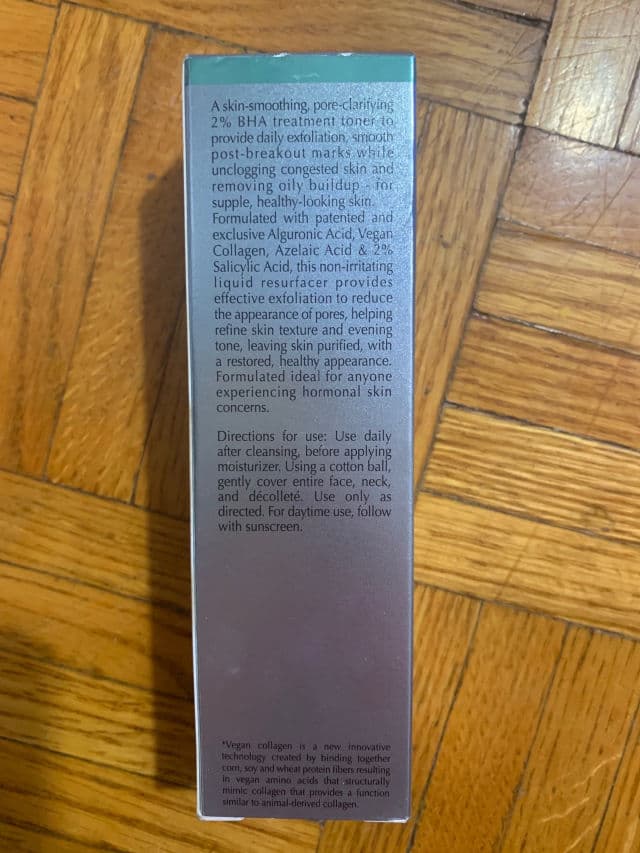 A skin-smoothing, pore-clarifying
2% BHA treatment toner to
provide daily exfoliation, smooth
post-breakout marks while
unclogging congested skin and
removing oily buildup - for
supple, healthy-looking skin.
Formulated with patented and
exclusive Alguronic Acid, Vegan
Collagen, Azelaic Acid & 2%
Salicylic Acid, this non-irritating
liquid resurfacer provides
effective exfoliation to reduce
the appearance of pores, helping
refine skin texture and evening
tone, leaving skin purified, with
a restored, healthy appearance.
Formulated ideal for anyone
experiencing hormonal skin
concerns.
Directions for use: Use daily
after cleansing, before applying
moisturizer. Using a cotton ball,
gently cover entire face, neck,
and décolleté. Use only as
directed. For daytime use, follow
with sunscreen.
*Vegan collagen is a new innovative
technology created by binding together
corn, soy and wheat protein fibers resulting
in vegan amino acids that structurally
mimic collagen that provides a function
similar to animal-derived collagen.